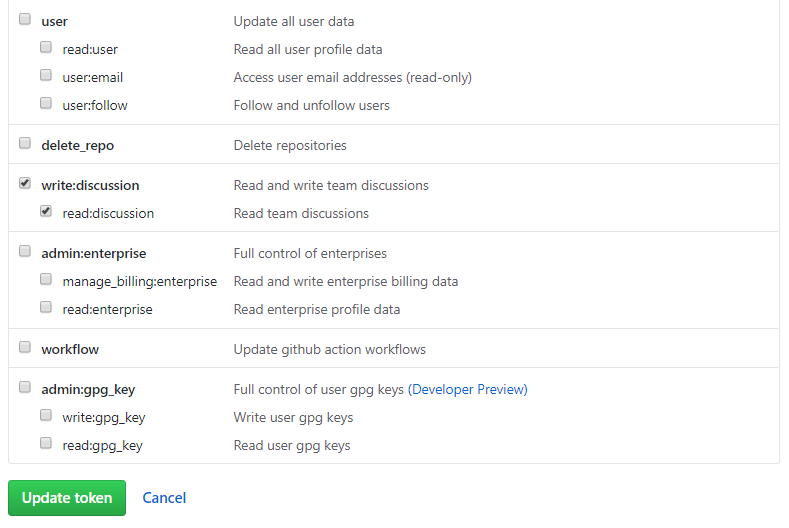 user Update all user data
read:user Read all user profile data
user:email Access user email addresses (read-only)
user:follow Follow and unfollow users
delete_repo Delete repositories
write:discussion Read and write team discussions
read:discussion Read team discussions
admin:enterprise Full control of enterprises
manage_billing:enterprise Read and write enterprise billing data
read:enterprise Read enterprise profile data
workflow Update github action workflows
admin:gpg_key Full control of user gpg keys (Developer Preview)
write:gpg_key Write user gpg keys
read:gpg_key Read user gpg keys
Update token Cancel